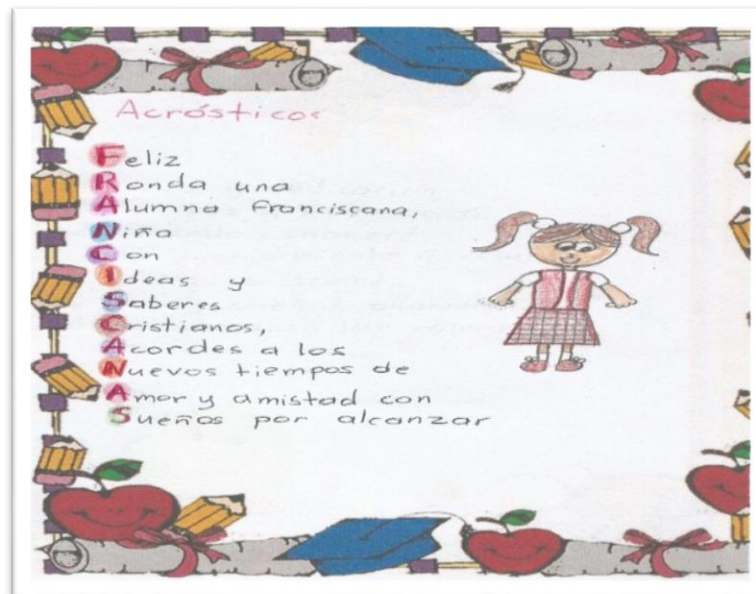 Acrósticos
Feliz
Ronda una
Alumna Franciscana,
Niña
Con
Ideas y
Saberes
Cristianos,
Acordes a los
Nuevos tiempos de
Amor y amistad con
Sueños por alcanzar